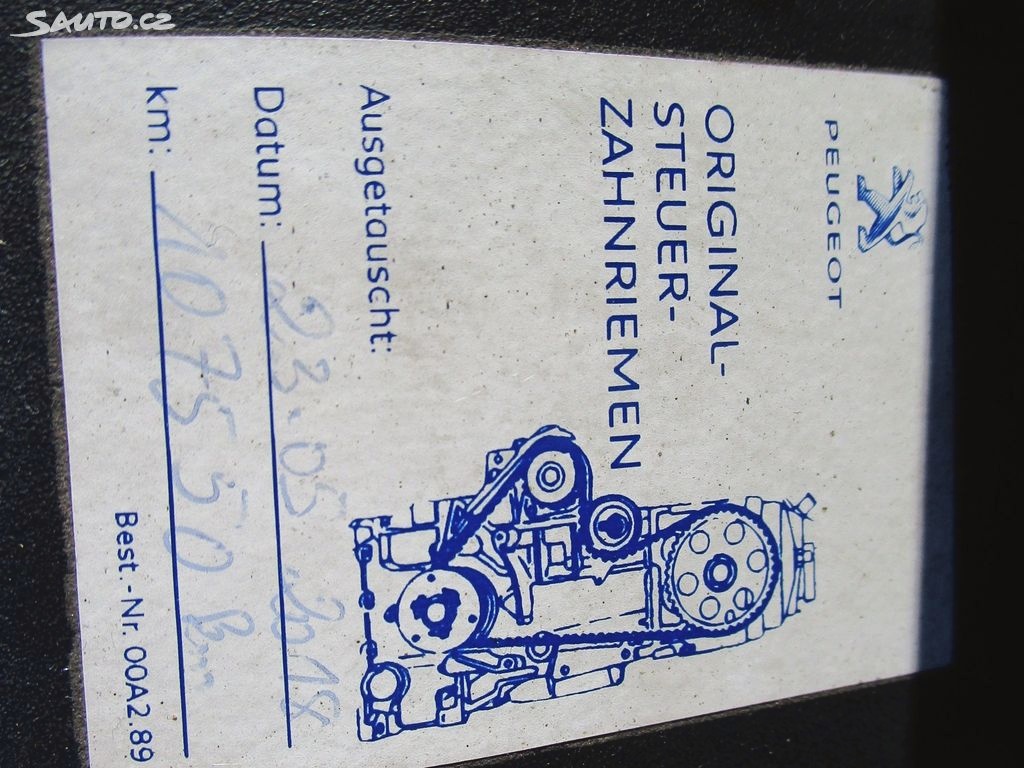 Sauto.cz
PEUGEOT
ORIGINAL-
STEUER-
ZAHNRIEMEN
Ausgetauscht:
Datum: 23.05.2018
km: 107550 km
Best.-Nr. 00A2.89